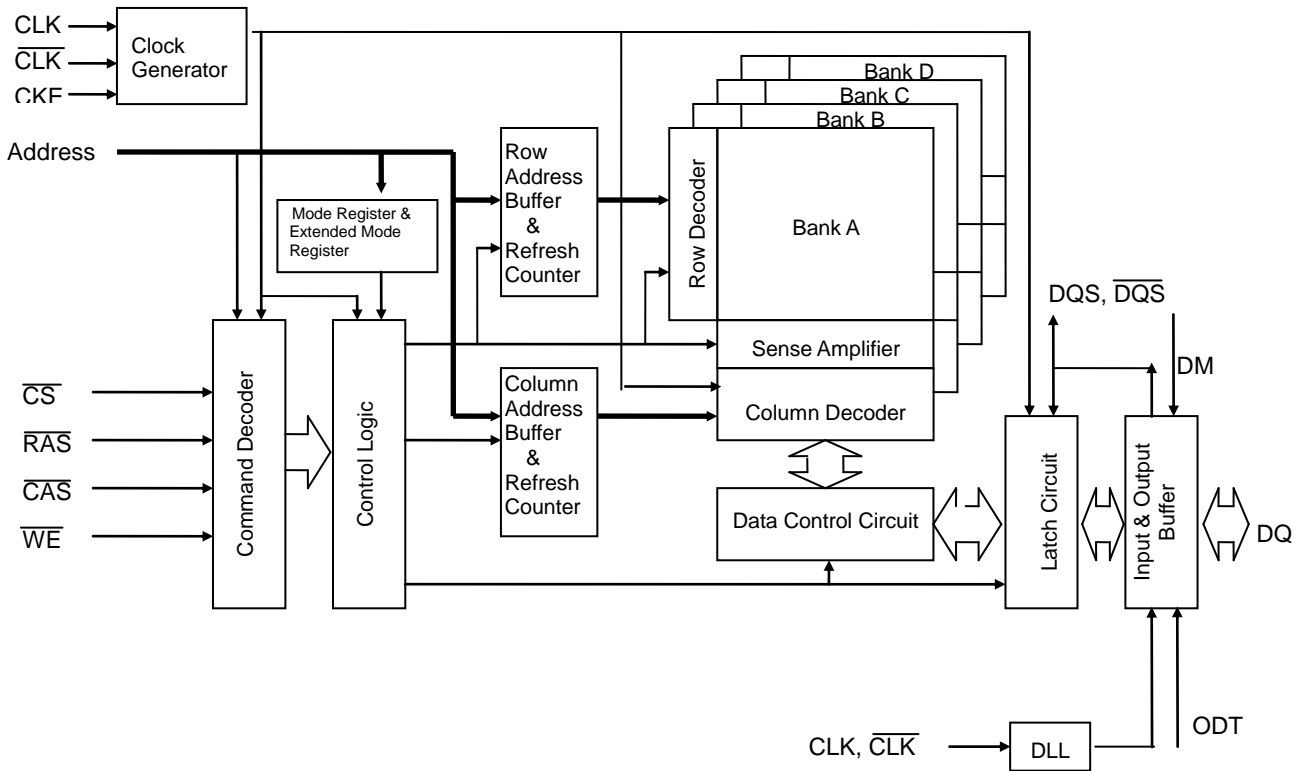 CLK
CLK
CKE
Clock
Generator
Address
Mode Register &
Extended Mode
Register
Row
Address
Buffer
&
Refresh
Counter
Bank D
Bank C
Bank B
Bank A
Row Decoder
Sense Amplifier
Column Decoder
CS
RAS
CAS
WE
Command Decoder
Control Logic
Column
Address
Buffer
&
Refresh
Counter
Data Control Circuit
Latch Circuit
Input & Output
Buffer
DQS, DQS
DM
DQ
CLK, CLK
DLL
ODT